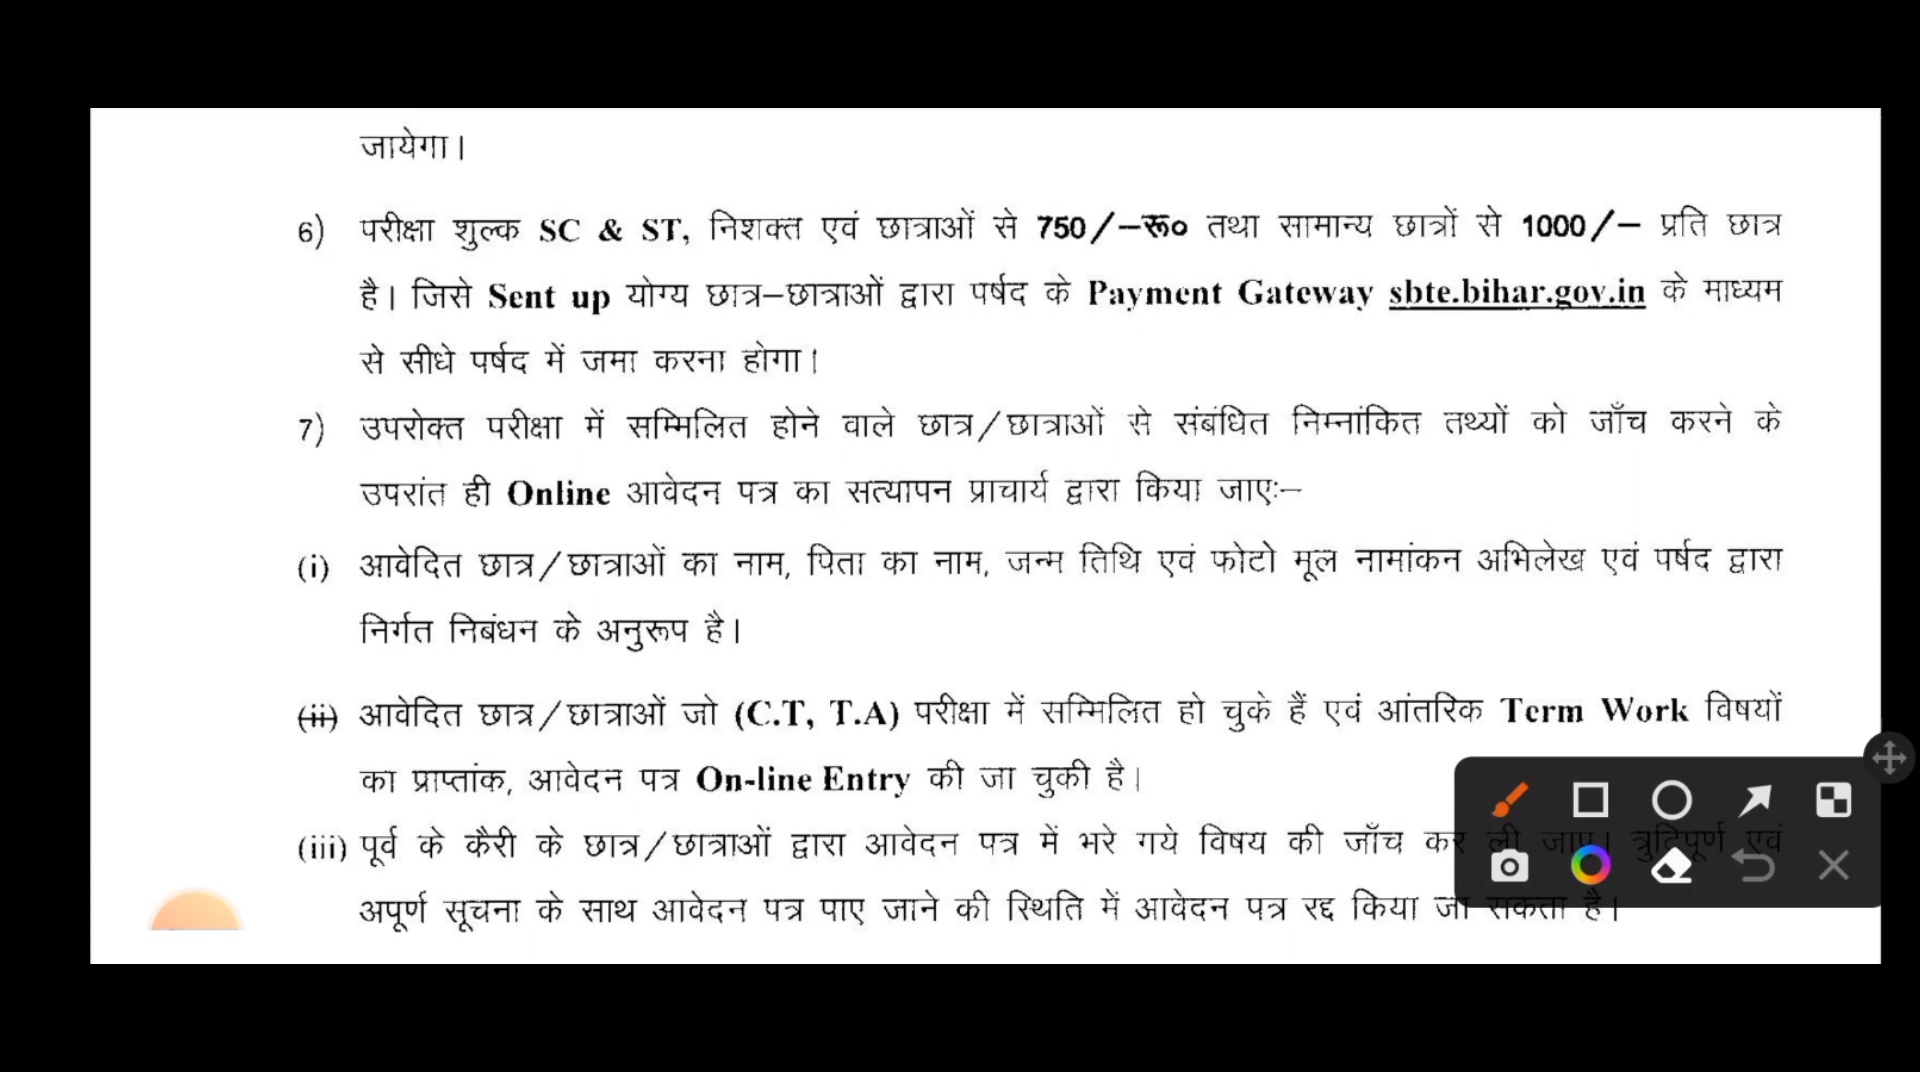 जायेगा।
6) परीक्षा शुल्क SC & ST, निशक्त एवं छात्राओं से 750/-रू० तथा सामान्य छात्रों से 1000/- प्रति छात्र
है। जिसे Sent up योग्य छात्र-छात्राओं द्वारा पर्षद के Payment Gateway sbte.bihar.gov.in के माध्यम
से सीधे पर्षद में जमा करना होगा।
7) उपरोक्त परीक्षा में सम्मिलित होने वाले छात्र/छात्राओं से संबंधित निम्नांकित तथ्यों को जाँच करने के
उपरांत ही Online आवेदन पत्र का सत्यापन प्राचार्य द्वारा किया जाएः-
(i) आवेदित छात्र/छात्राओं का नाम, पिता का नाम, जन्म तिथि एवं फोटो मूल नामांकन अभिलेख एवं पर्षद द्वारा
निर्गत निबंधन के अनुरूप है।
(ii) आवेदित छात्र/छात्राओं जो (C.T, T.A) परीक्षा में सम्मिलित हो चुके हैं एवं आंतरिक Term Work विषयों
का प्राप्तांक, आवेदन पत्र On-line Entry की जा चुकी है।
(iii) पूर्व के कैरी के छात्र/छात्राओं द्वारा आवेदन पत्र में भरे गये विषय की जाँच कर ली जाए। त्रुटिपूर्ण एवं
अपूर्ण सूचना के साथ आवेदन पत्र पाए जाने की स्थिति में आवेदन पत्र रद्द किया जा सकता है।